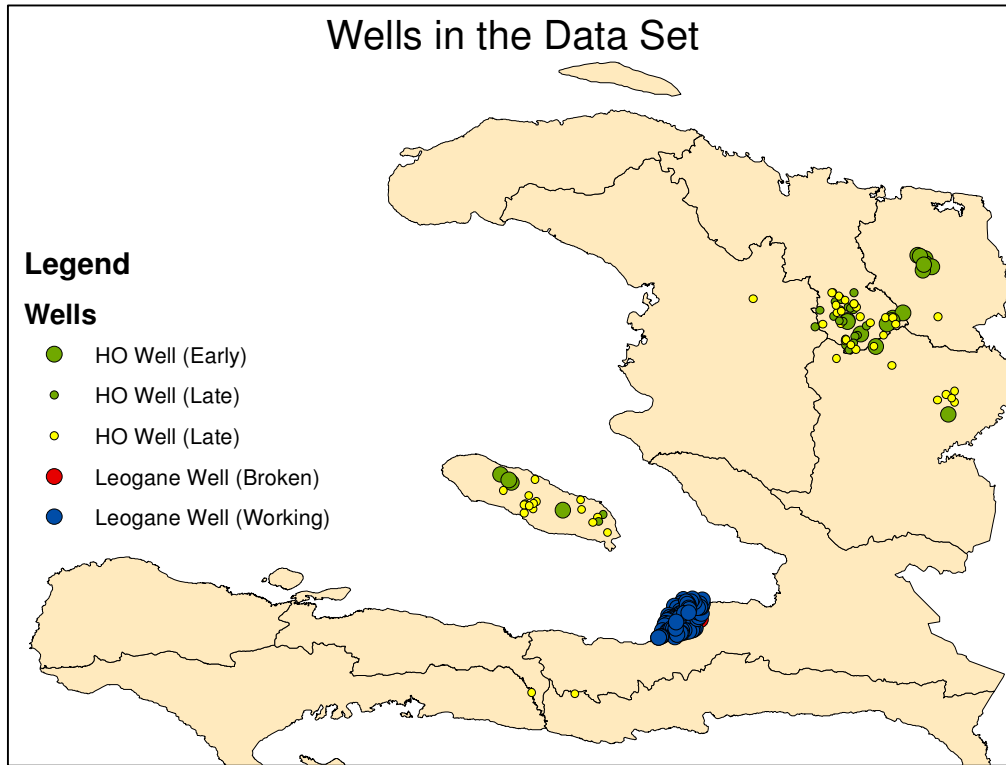 Wells in the Data Set
Legend
Wells
HO Well (Early)
HO Well (Late)
HO Well (Late)
Leogane Well (Broken)
Leogane Well (Working)